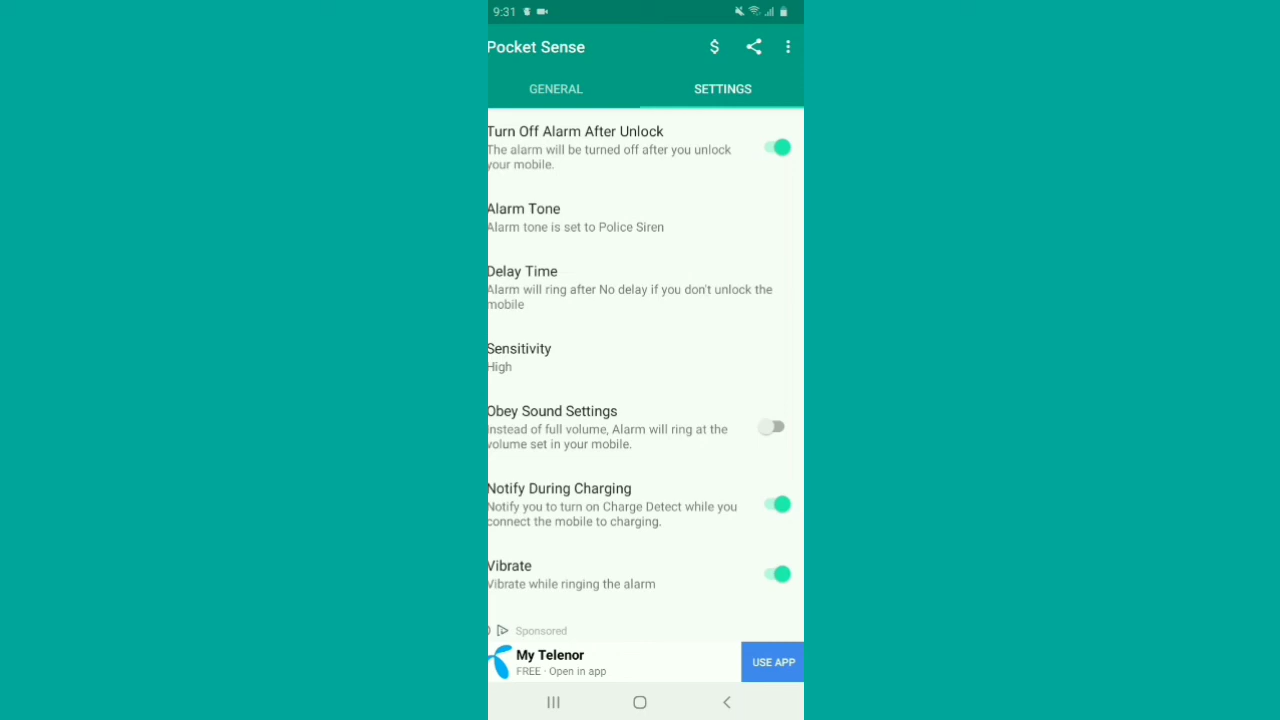 9:31
Pocket Sense
$
GENERAL
SETTINGS
Turn Off Alarm After Unlock
The alarm will be turned off after you unlock
your mobile.
Alarm Tone
Alarm tone is set to Police Siren
Delay Time
Alarm will ring after No delay if you don't unlock the
mobile
Sensitivity
High
Obey Sound Settings
Instead of full volume, Alarm will ring at the
volume set in your mobile.
Notify During Charging
Notify you to turn on Charge Detect while you
connect the mobile to charging.
Vibrate
Vibrate while ringing the alarm
Sponsored
My Telenor
FREE · Open in app
USE APP